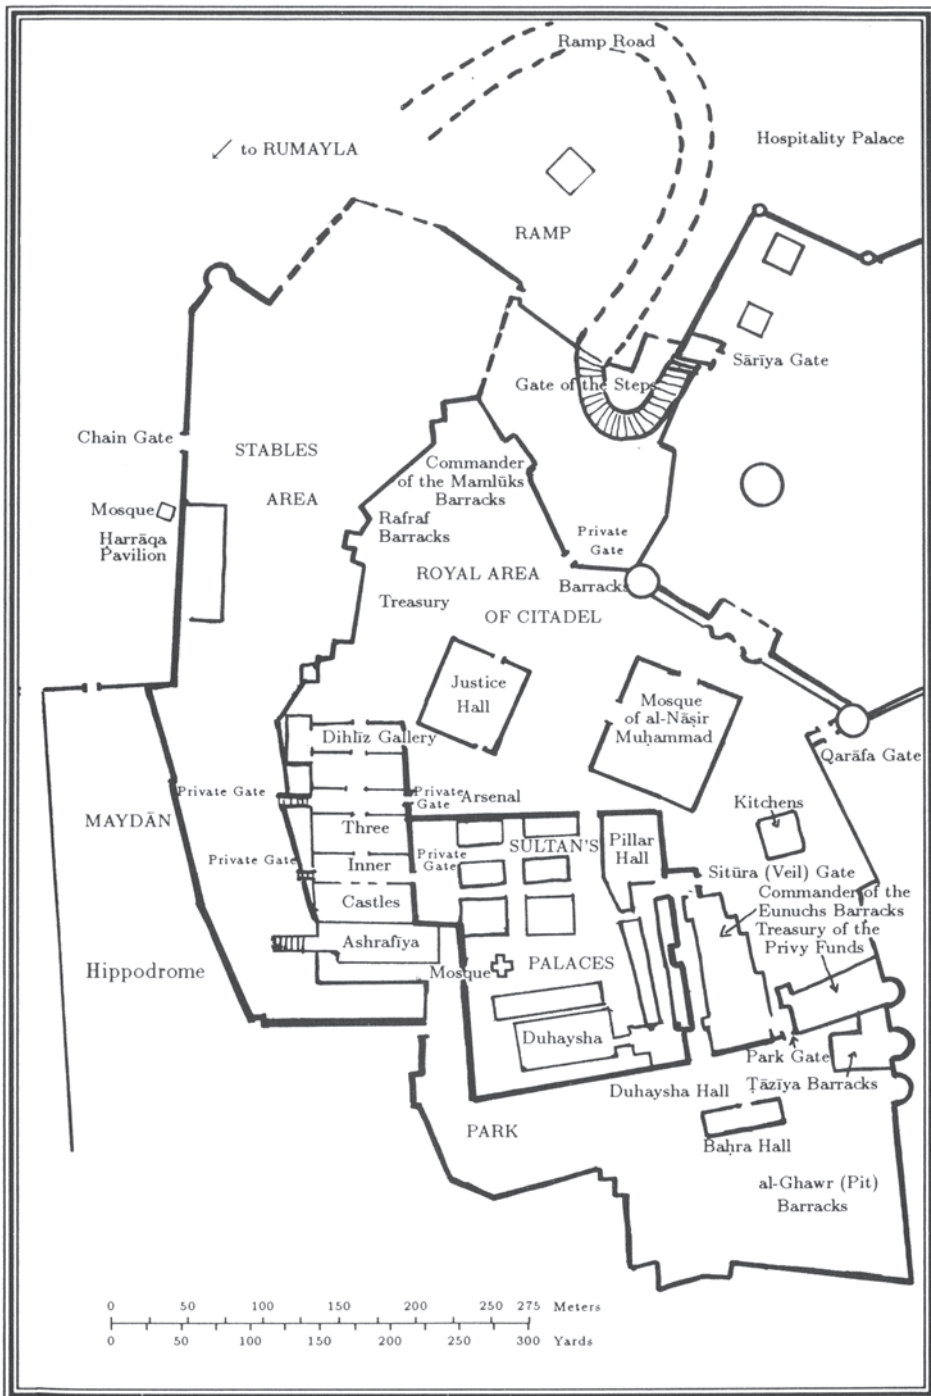 Ramp Road
to RUMAYLA
Hospitality Palace
RAMP
Sārīya Gate
Gate of the Steps
Chain Gate
STABLES
AREA
Commander
of the Mamlūks
Barracks
Mosque
Ḥarrāqa
Pavilion
Rafraf
Barracks
Private
Gate
ROYAL AREA
Barracks
Treasury
OF CITADEL
Justice
Hall
Mosque
of al-Nāṣir
Muḥammad
Dihlīz Gallery
Qarāfa Gate
Private Gate
Private
Gate
Arsenal
Kitchens
MAYDĀN
Three
SULTAN'S
Pillar
Hall
Private Gate
Inner
Private
Gate
Sitūra (Veil) Gate
Castles
Commander of the
Eunuchs Barracks
Treasury of the
Privy Funds
Ashrafīya
Hippodrome
Mosque
PALACES
Duhaysha
Park Gate
Ṭāzīya Barracks
Duhaysha Hall
PARK
Baḥra Hall
al-Ghawr (Pit)
Barracks
0 50 100 150 200 250 275 Meters
0 50 100 150 200 250 300 Yards